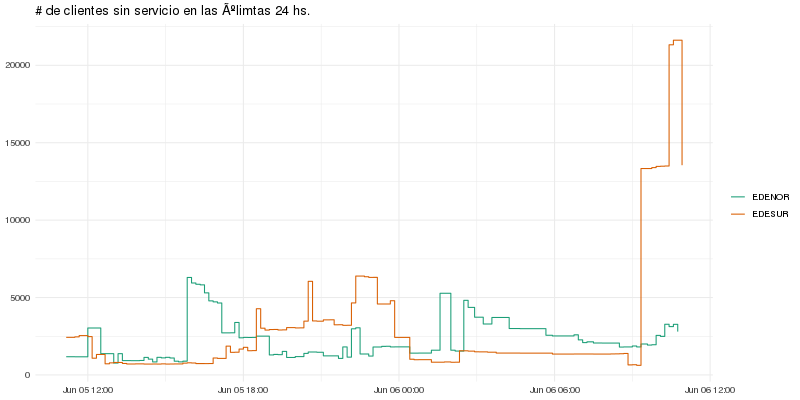 # de clientes sin servicio en las Ãºlimtas 24 hs.
20000
15000
10000
5000
0
Jun 05 12:00
Jun 05 18:00
Jun 06 00:00
Jun 06 06:00
Jun 06 12:00
EDENOR
EDESUR